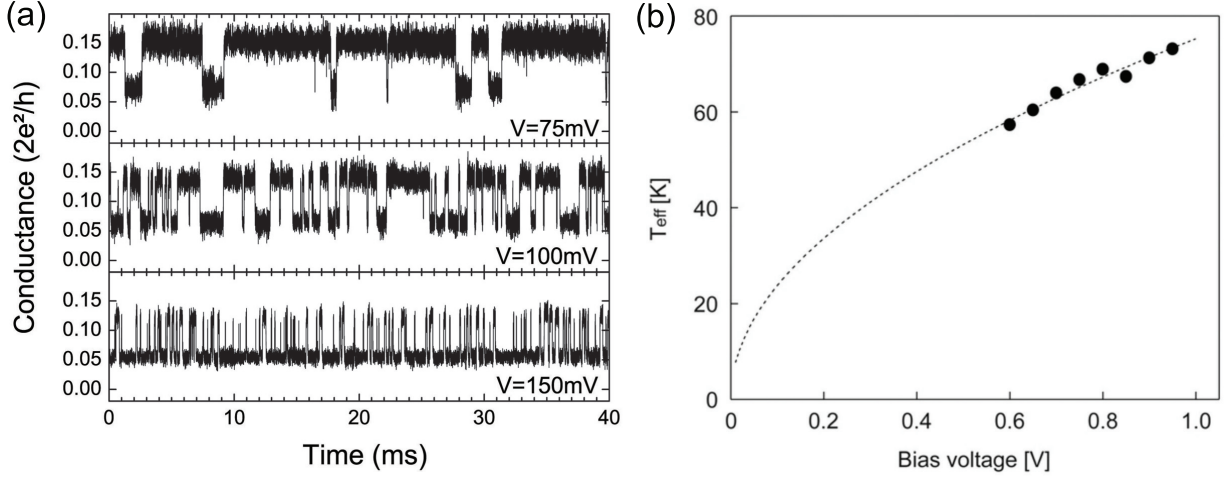 (a)
Conductance (2e²/h)
0.15
0.10
0.05
0.00
V=75mV
0.15
0.10
0.05
0.00
V=100mV
0.15
0.10
0.05
0.00
V=150mV
0 10 20 30 40
Time (ms)
(b)
80
60
40
20
0
Teff [K]
0 0.2 0.4 0.6 0.8 1.0
Bias voltage [V]